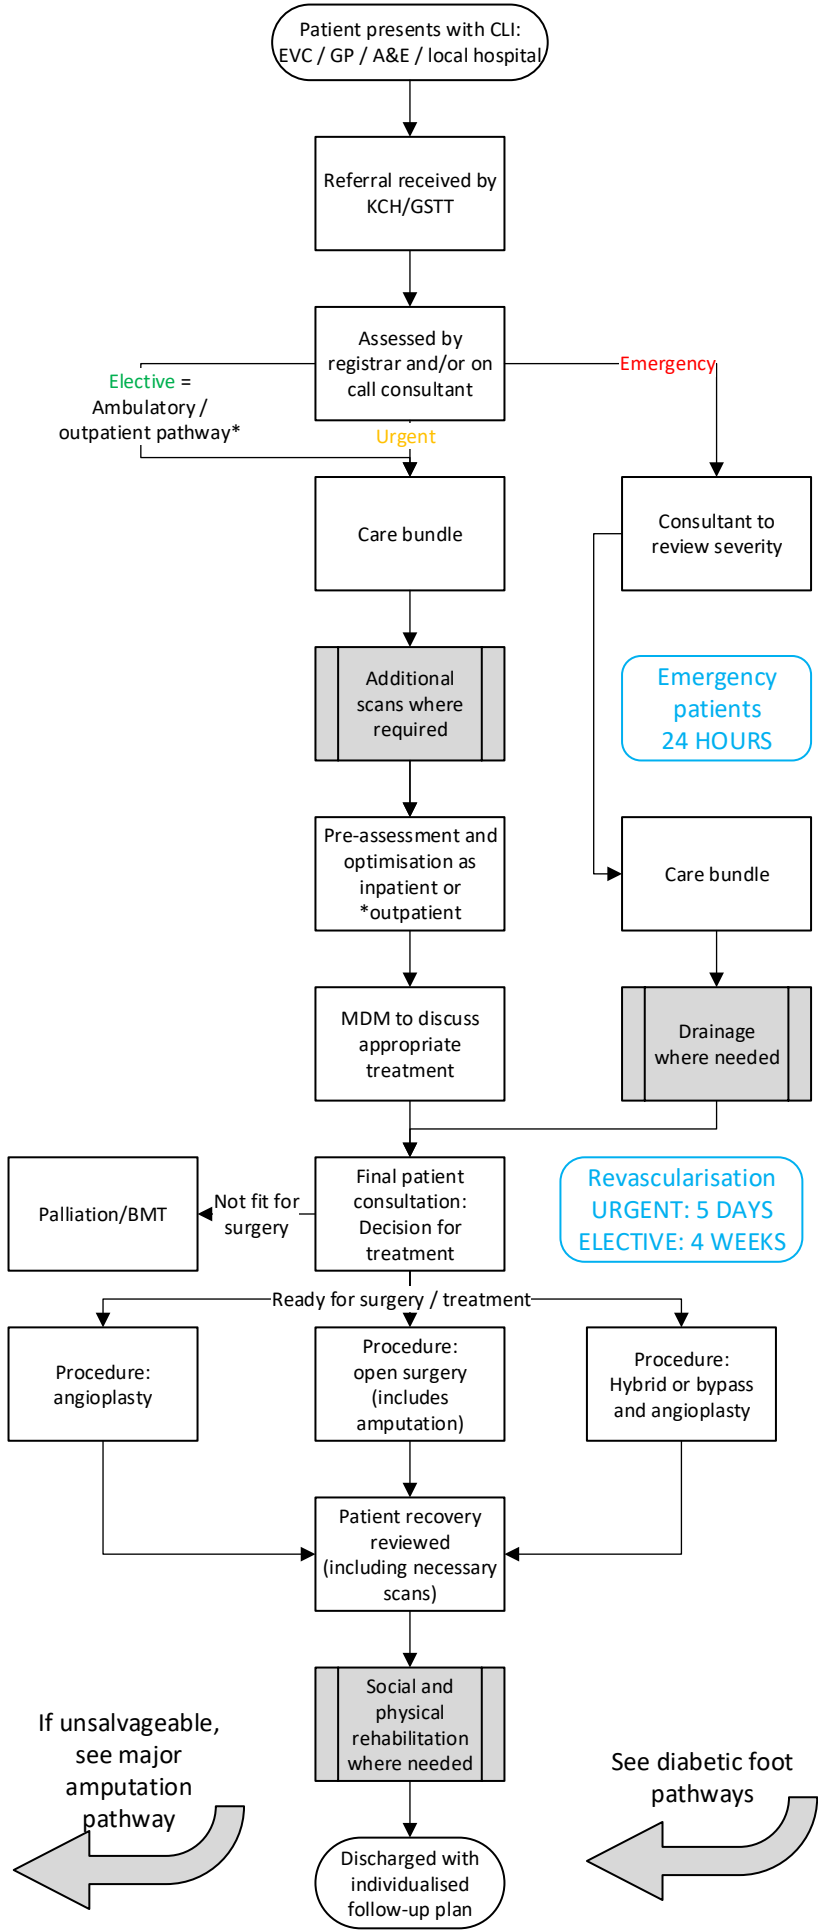 Patient presents with CLI:
EVC / GP / A&E / local hospital
Referral received by
KCH/GSTT
Assessed by
registrar and/or on
call consultant
Emergency
Elective =
Ambulatory /
outpatient pathway*
Urgent
Care bundle
Consultant to
review severity
Additional
scans where
required
Emergency
patients
24 HOURS
Pre-assessment and
optimisation as
inpatient or
*outpatient
Care bundle
MDM to discuss
appropriate
treatment
Drainage
where needed
Palliation/BMT
Not fit for
surgery
Final patient
consultation:
Decision for
treatment
Revascularisation
URGENT: 5 DAYS
ELECTIVE: 4 WEEKS
Ready for surgery / treatment
Procedure:
angioplasty
Procedure:
open surgery
(includes
amputation)
Procedure:
Hybrid or bypass
and angioplasty
Patient recovery
reviewed
(including necessary
scans)
Social and
physical
rehabilitation
where needed
If unsalvageable,
see major
amputation
pathway
See diabetic foot
pathways
Discharged with
individualised
follow-up plan